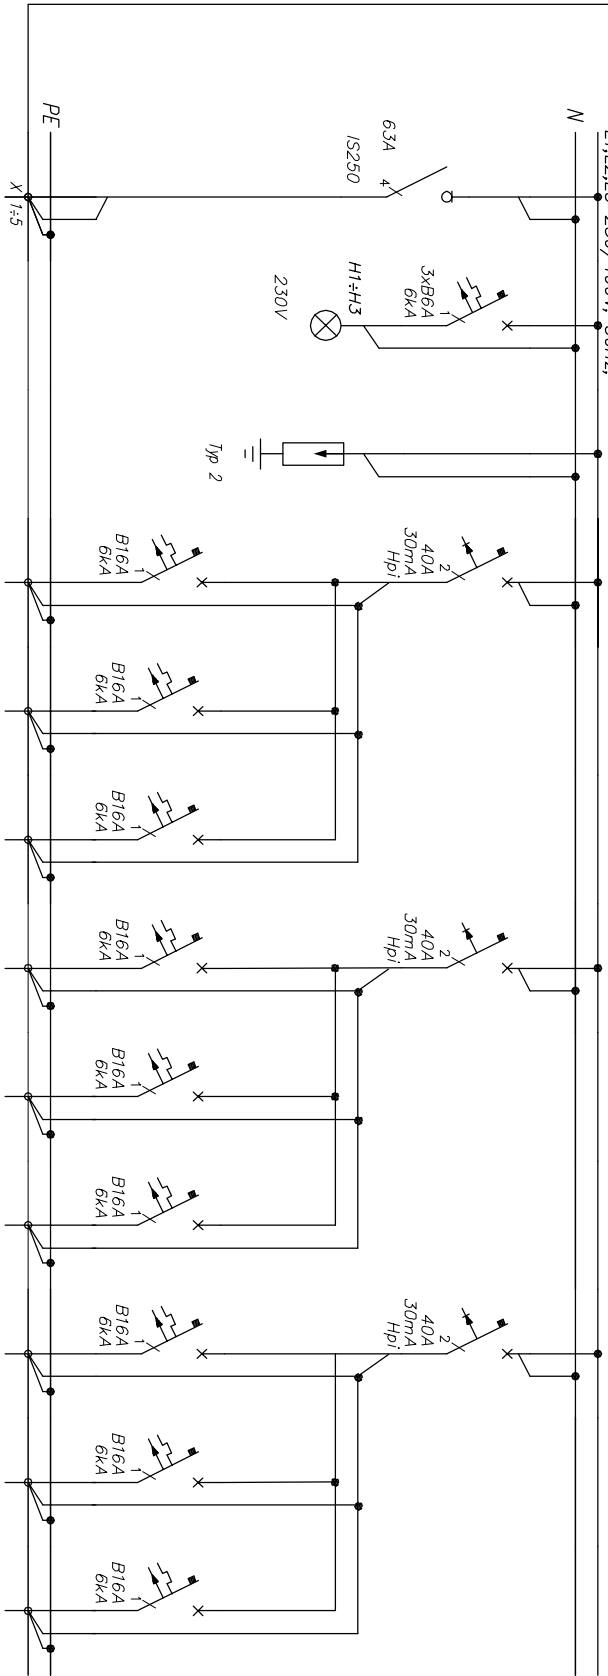 N
PE
63A
IS250
4
X 1÷5
3xB6A
6kA
1
H1÷H3
230V
Typ 2
40A
30mA
Hpi
2
B16A
6kA
1
B16A
6kA
1
B16A
6kA
1
40A
30mA
Hpi
2
B16A
6kA
1
B16A
6kA
1
B16A
6kA
1
40A
30mA
Hpi
2
B16A
6kA
1
B16A
6kA
1
B16A
6kA
1